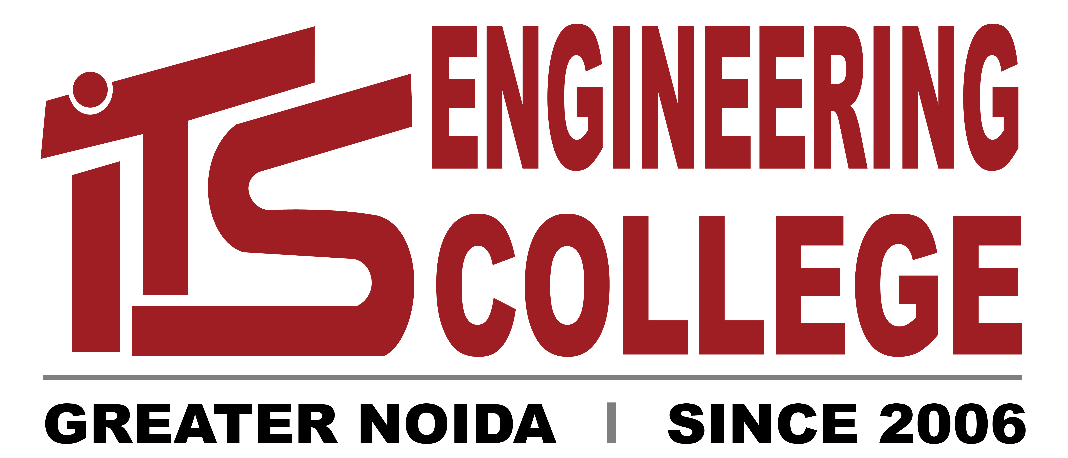 iTS
ENGINEERING
COLLEGE
GREATER NOIDA | SINCE 2006